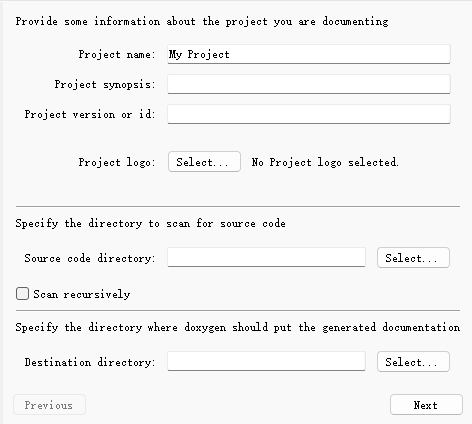 Provide some information about the project you are documenting
Project name: My Project
Project synopsis:
Project version or id:
Project logo: Select... No Project logo selected.
Specify the directory to scan for source code
Source code directory: Select...
Scan recursively
Specify the directory where doxygen should put the generated documentation
Destination directory: Select...
Previous Next